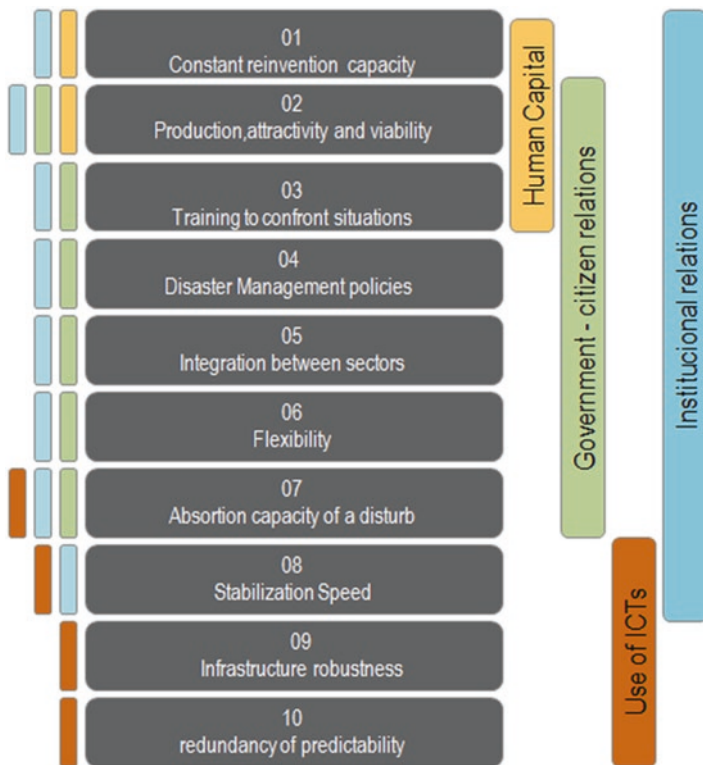 01
Constant reinvention capacity
02
Production,attractivity and viability
03
Training to confront situations
04
Disaster Management policies
05
Integration between sectors
06
Flexibility
07
Absortion capacity of a disturb
08
Stabilization Speed
09
Infrastructure robustness
10
redundancy of predictability
Human Capital
Government - citizen relations
Use of ICTs
Institucional relations